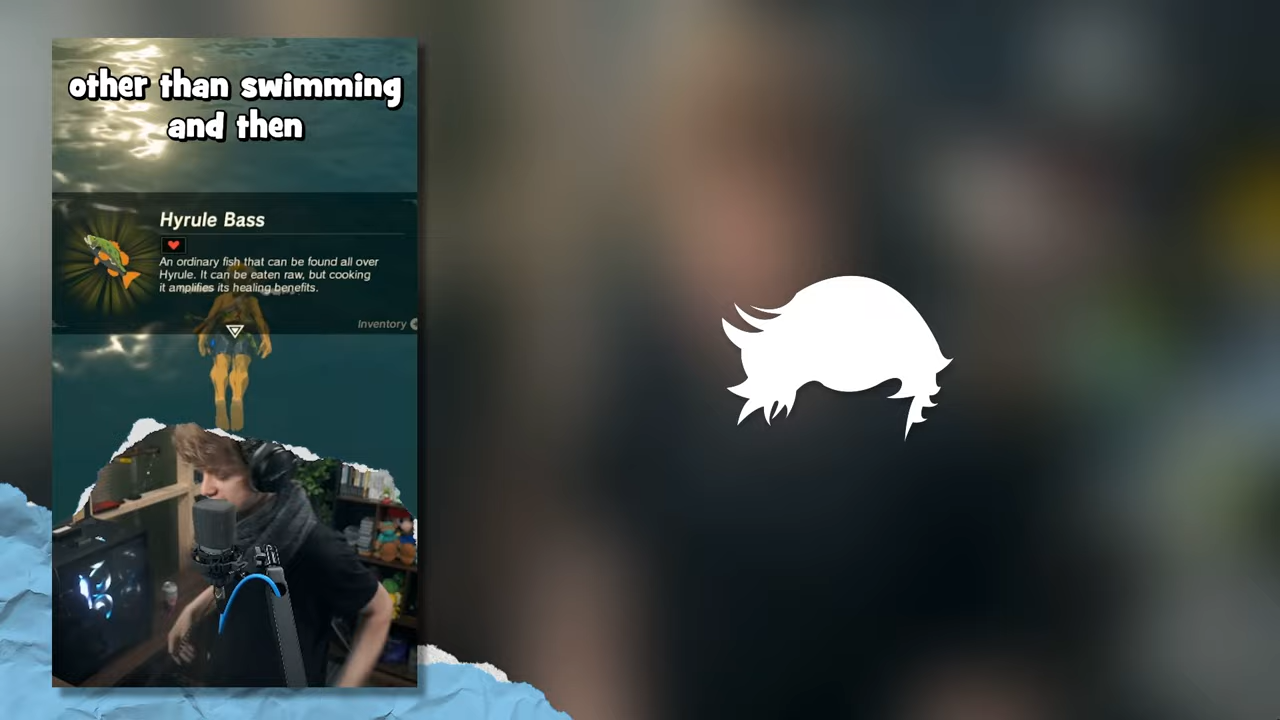 other than swimming
and then
Hyrule Bass
An ordinary fish that can be found all over
Hyrule. It can be eaten raw, but cooking
it amplifies its healing benefits.
Inventory